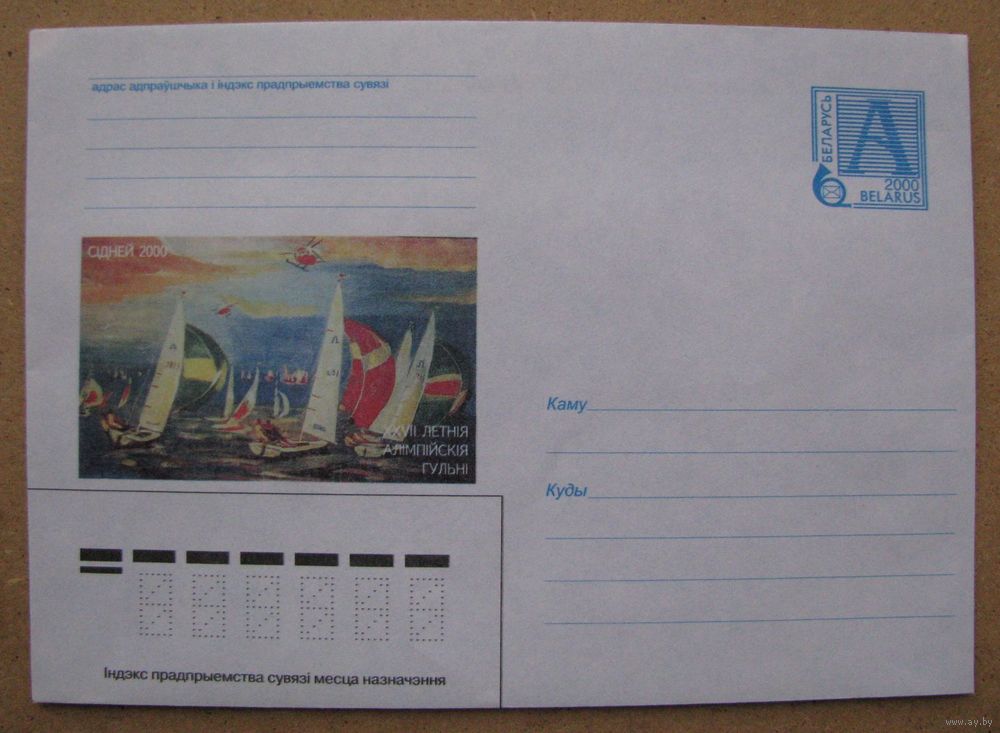 адрас адпраўшчыка і індэкс прадпрыемства сувязі
БЕЛАРУСЬ
А
2000
BELARUS
СІДНЕЙ 2000
XXVII ЛЕТНІЯ
АЛІМПІЙСКІЯ
ГУЛЬНІ
Каму
Куды
Індэкс прадпрыемства сувязі месца назначэння
www.ay.by